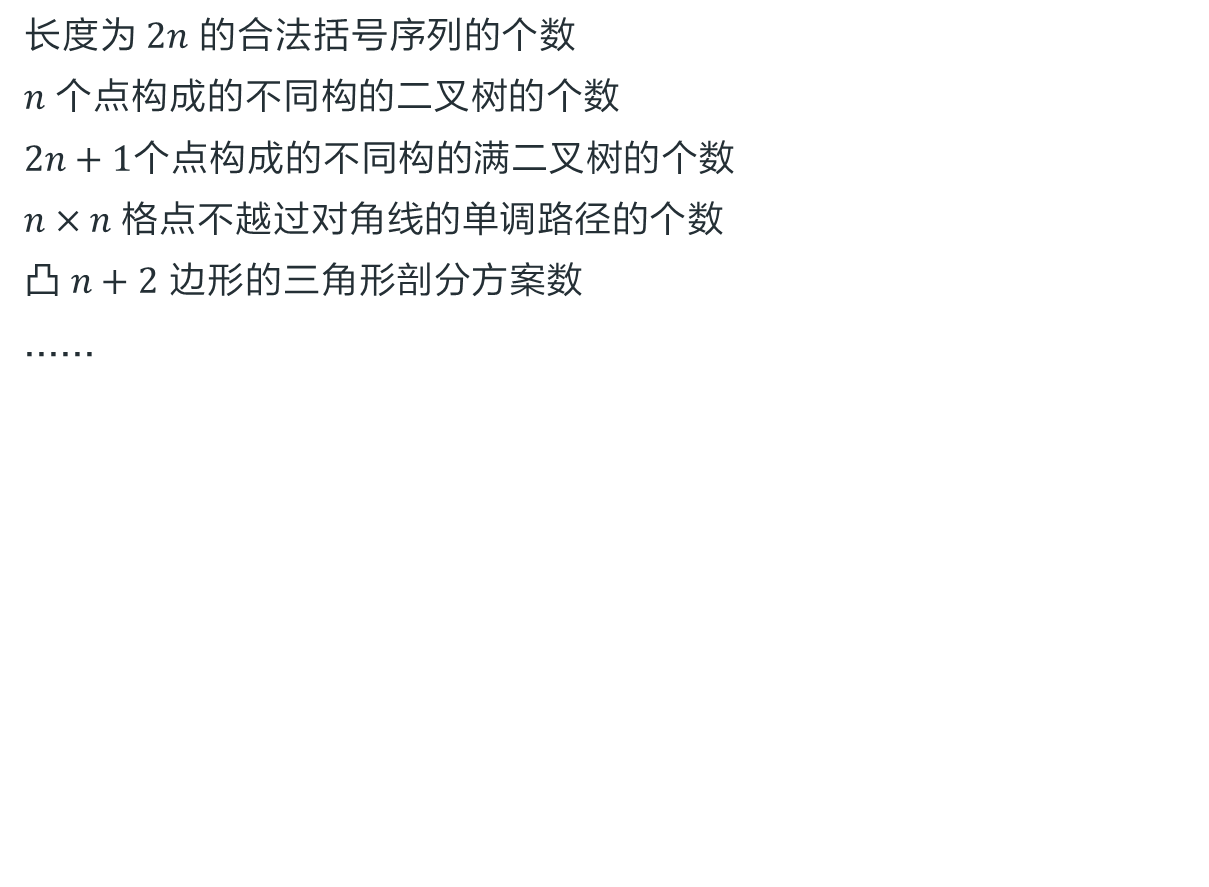 长度为 2n 的合法括号序列的个数
n 个点构成的不同构的二叉树的个数
2n + 1个点构成的不同构的满二叉树的个数
n × n 格点不越过对角线的单调路径的个数
凸 n + 2 边形的三角形剖分方案数
……